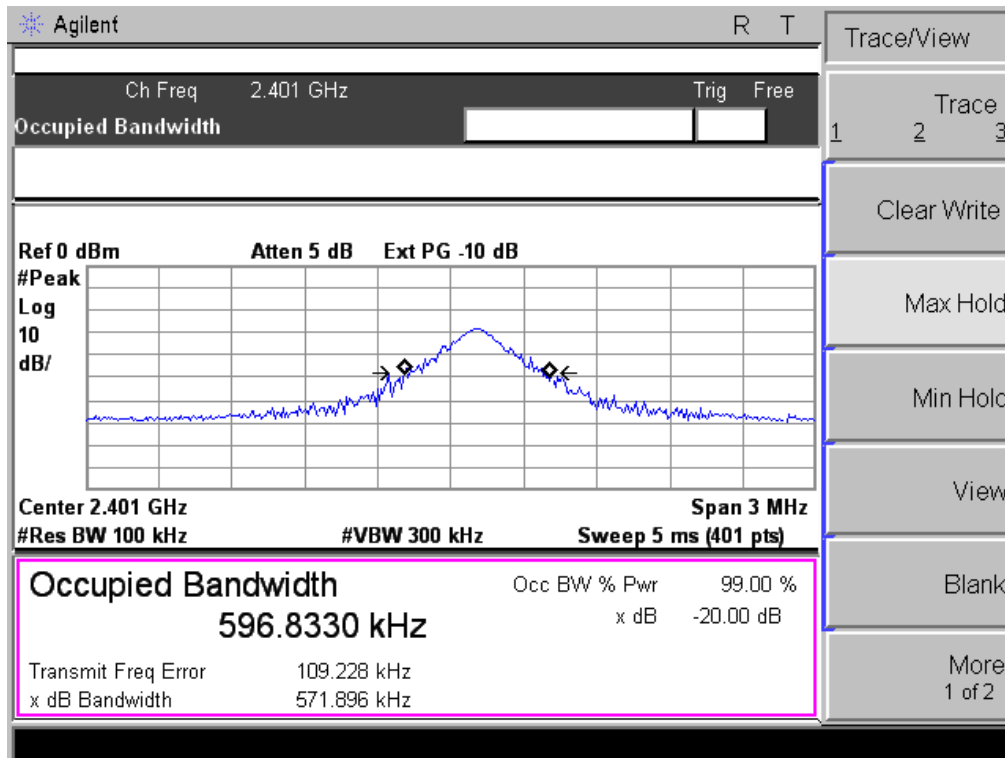 Agilent R T Trace/View
Ch Freq 2.401 GHz Trig Free
Occupied Bandwidth
Trace
1 2 3
Clear Write
Max Hold
Min Hold
View
Blank
More
1 of 2
Ref 0 dBm Atten 5 dB Ext PG -10 dB
#Peak
Log
10
dB/
Center 2.401 GHz Span 3 MHz
#Res BW 100 kHz #VBW 300 kHz Sweep 5 ms (401 pts)
Occupied Bandwidth Occ BW % Pwr 99.00 %
596.8330 kHz x dB -20.00 dB
Transmit Freq Error 109.228 kHz
x dB Bandwidth 571.896 kHz